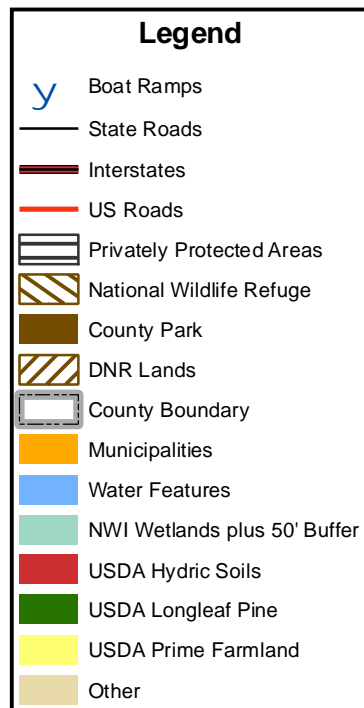 Legend
y Boat Ramps
State Roads
Interstates
US Roads
Privately Protected Areas
National Wildlife Refuge
County Park
DNR Lands
County Boundary
Municipalities
Water Features
NWI Wetlands plus 50' Buffer
USDA Hydric Soils
USDA Longleaf Pine
USDA Prime Farmland
Other